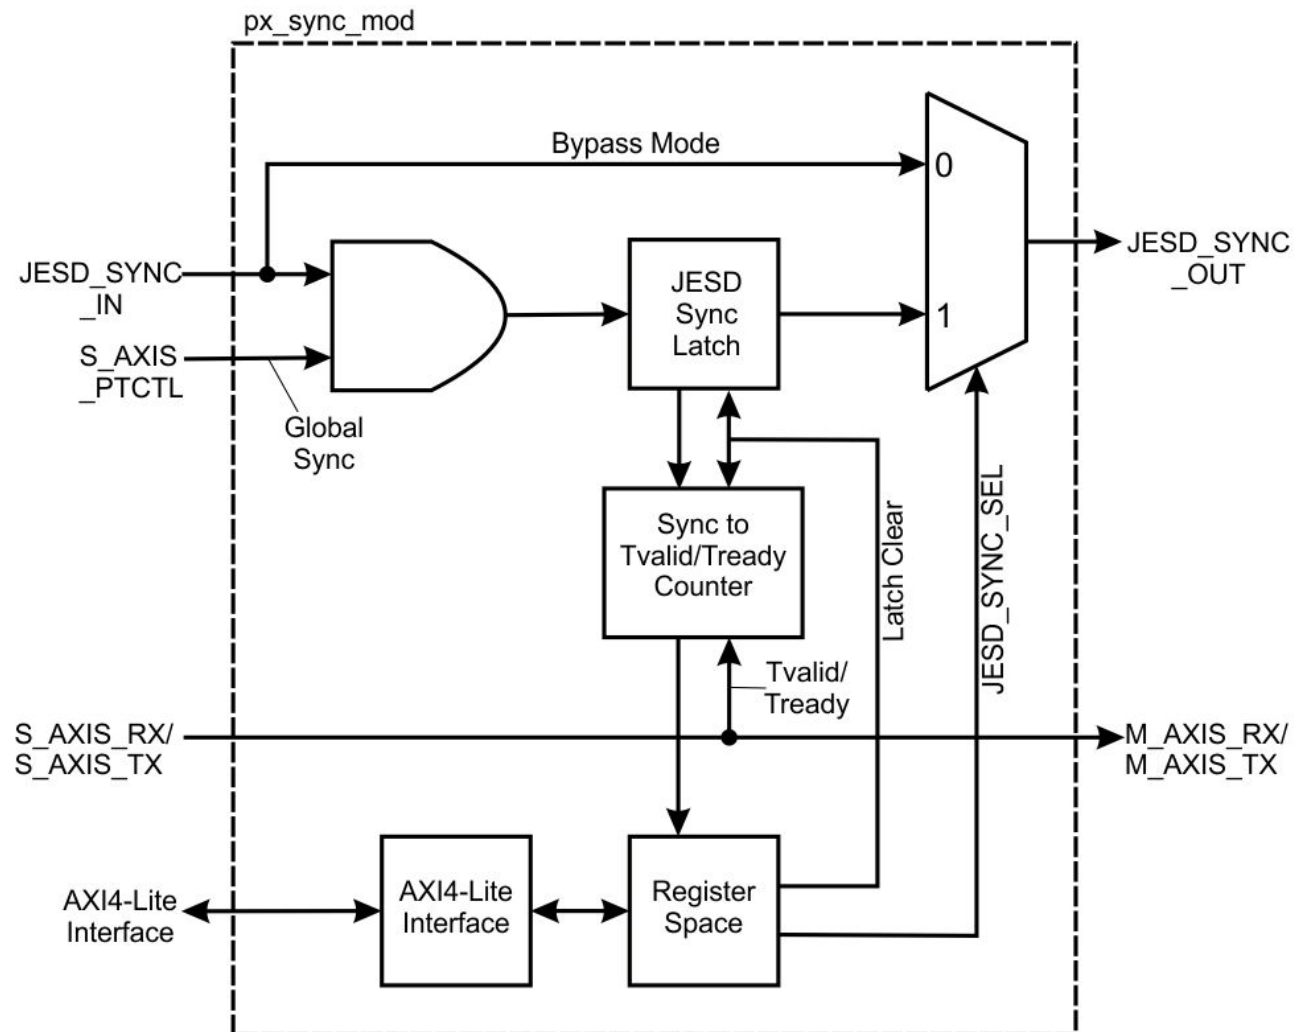 px_sync_mod
Bypass Mode
0
JESD_SYNC
_IN
JESD
Sync
Latch
1
JESD_SYNC
_OUT
S_AXIS
_PTCTL
Global
Sync
Sync to
Tvalid/Tready
Counter
Latch Clear
JESD_SYNC_SEL
Tvalid/
Tready
S_AXIS_RX/
S_AXIS_TX
M_AXIS_RX/
M_AXIS_TX
AXI4-Lite
Interface
AXI4-Lite
Interface
Register
Space